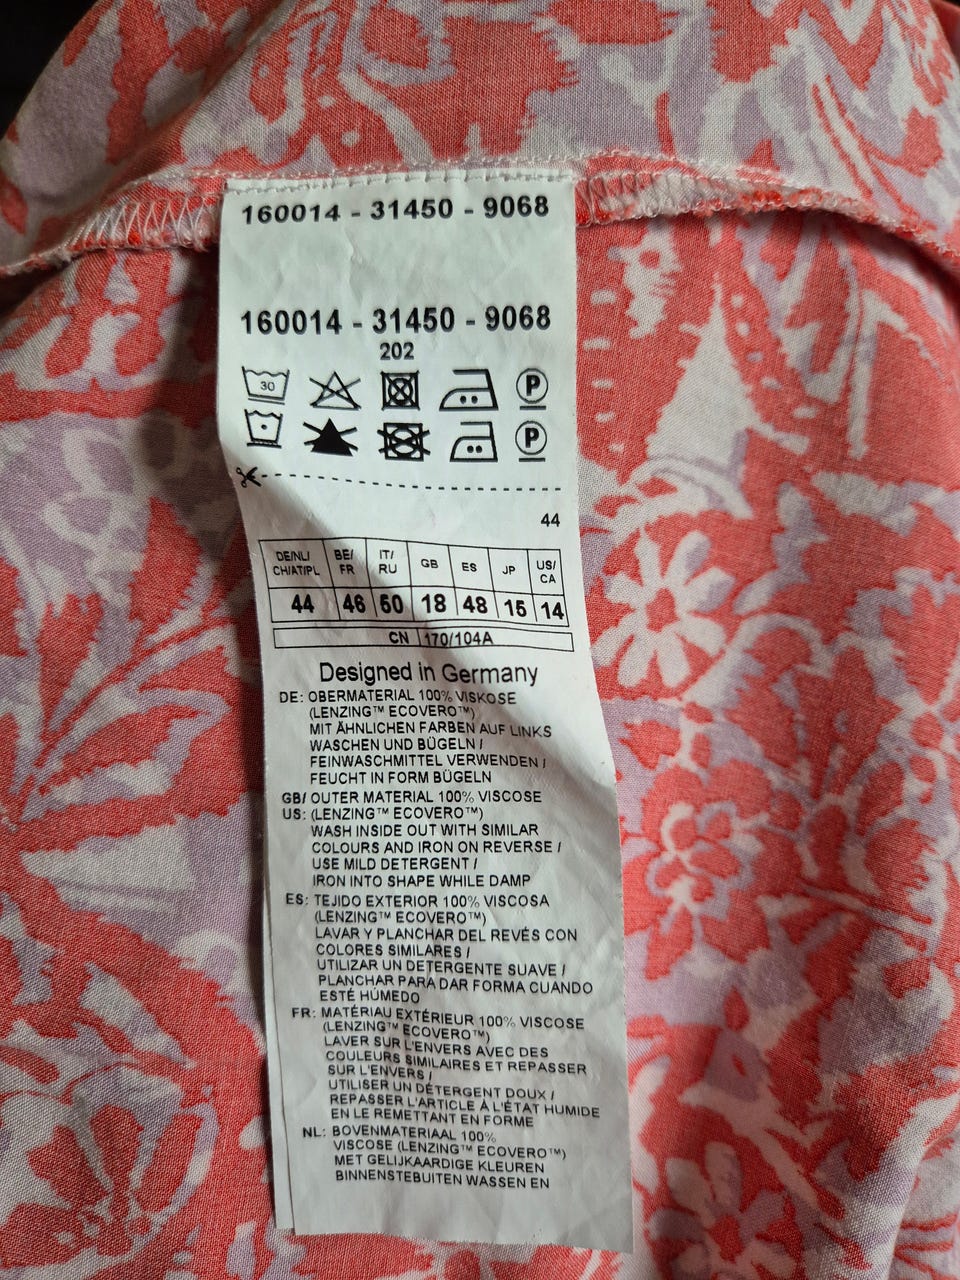 160014 - 31450 - 9068
160014 - 31450 - 9068
202
30
P
P
44
DE/NL/ CH/AT/PL BE/ FR IT/ RU GB ES JP US/ CA
44 46 50 18 48 15 14
CN 170/104A
Designed in Germany
DE: OBERMATERIAL 100% VISKOSE
(LENZING™ ECOVERO™)
MIT ÄHNLICHEN FARBEN AUF LINKS
WASCHEN UND BÜGELN /
FEINWASCHMITTEL VERWENDEN /
FEUCHT IN FORM BÜGELN
GB/ OUTER MATERIAL 100% VISCOSE
US: (LENZING™ ECOVERO™)
WASH INSIDE OUT WITH SIMILAR
COLOURS AND IRON ON REVERSE /
USE MILD DETERGENT /
IRON INTO SHAPE WHILE DAMP
ES: TEJIDO EXTERIOR 100% VISCOSA
(LENZING™ ECOVERO™)
LAVAR Y PLANCHAR DEL REVÉS CON
COLORES SIMILARES /
UTILIZAR UN DETERGENTE SUAVE /
PLANCHAR PARA DAR FORMA CUANDO
ESTÉ HÚMEDO
FR: MATÉRIAU EXTÉRIEUR 100% VISCOSE
(LENZING™ ECOVERO™)
LAVER SUR L'ENVERS AVEC DES
COULEURS SIMILAIRES ET REPASSER
SUR L'ENVERS /
UTILISER UN DÉTERGENT DOUX /
REPASSER L'ARTICLE À L'ÉTAT HUMIDE
EN LE REMETTANT EN FORME
NL: BOVENMATERIAAL 100%
VISCOSE (LENZING™ ECOVERO™)
MET GELIJKAARDIGE KLEUREN
BINNENSTEBUITEN WASSEN EN